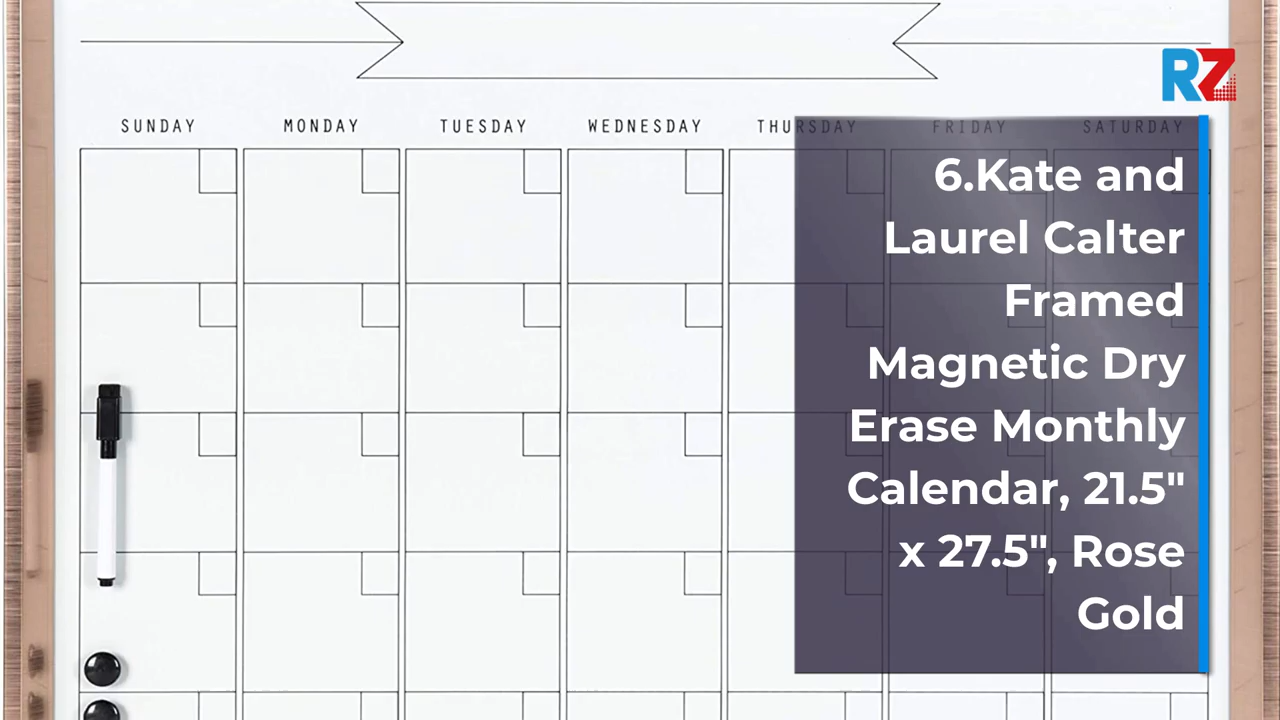 RZ
SUNDAY MONDAY TUESDAY WEDNESDAY THURSDAY FRIDAY SATURDAY
6.Kate and
Laurel Calter
Framed
Magnetic Dry
Erase Monthly
Calendar, 21.5"
x 27.5", Rose
Gold